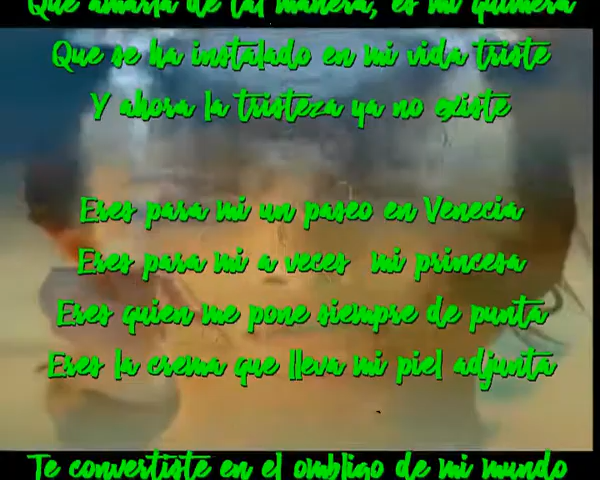 Que amarla de tal manera, es mi quimera
Que se ha instalado en mi vida triste
Y ahora la tristeza ya no existe
Eres para mi un paseo en Venecia
Eres para mi a veces mi princesa
Eres quien me pone siempre de punta
Eres la crema que lleva mi piel adjunta
Te convertiste en el ombligo de mi mundo